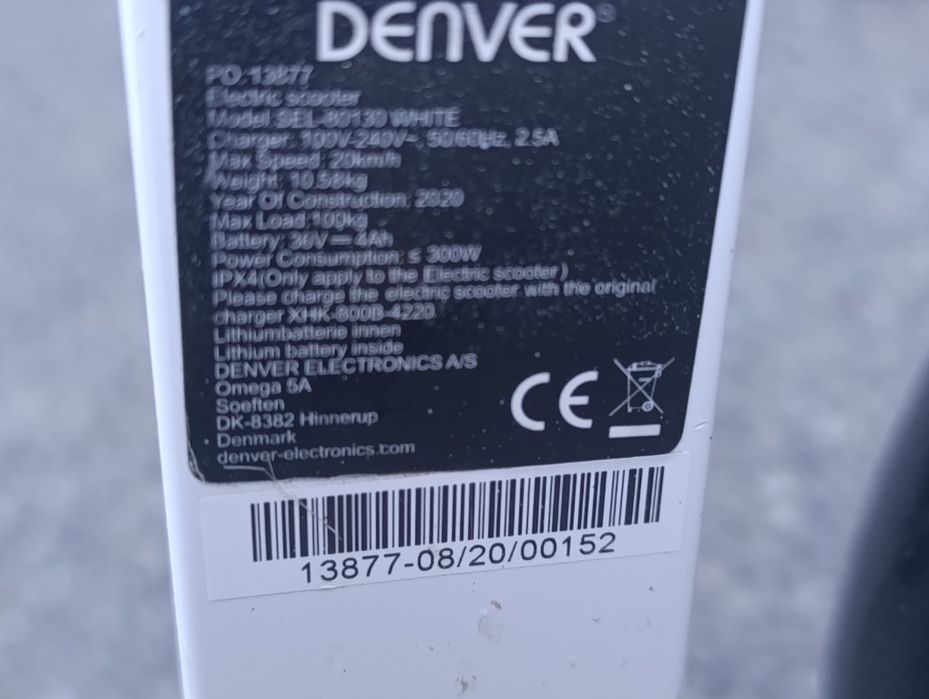 DENVER®
PO: 13877
Electric scooter
Model: SEL-80130 WHITE
Charger: 100V-240V~, 50/60Hz, 2.5A
Max Speed: 20km/h
Weight: 10.58kg
Year Of Construction: 2020
Max Load:100kg
Battery: 36V ⎓ 4Ah
Power Consumption: ≤ 300W
IPX4(Only apply to the Electric scooter)
Please charge the electric scooter with the original
charger XHK-800B-4220
Lithiumbatterie innen
Lithium battery inside
DENVER ELECTRONICS A/S
Omega 5A
Soeften
DK-8382 Hinnerup
Denmark
denver-electronics.com
CE
13877-08/20/00152